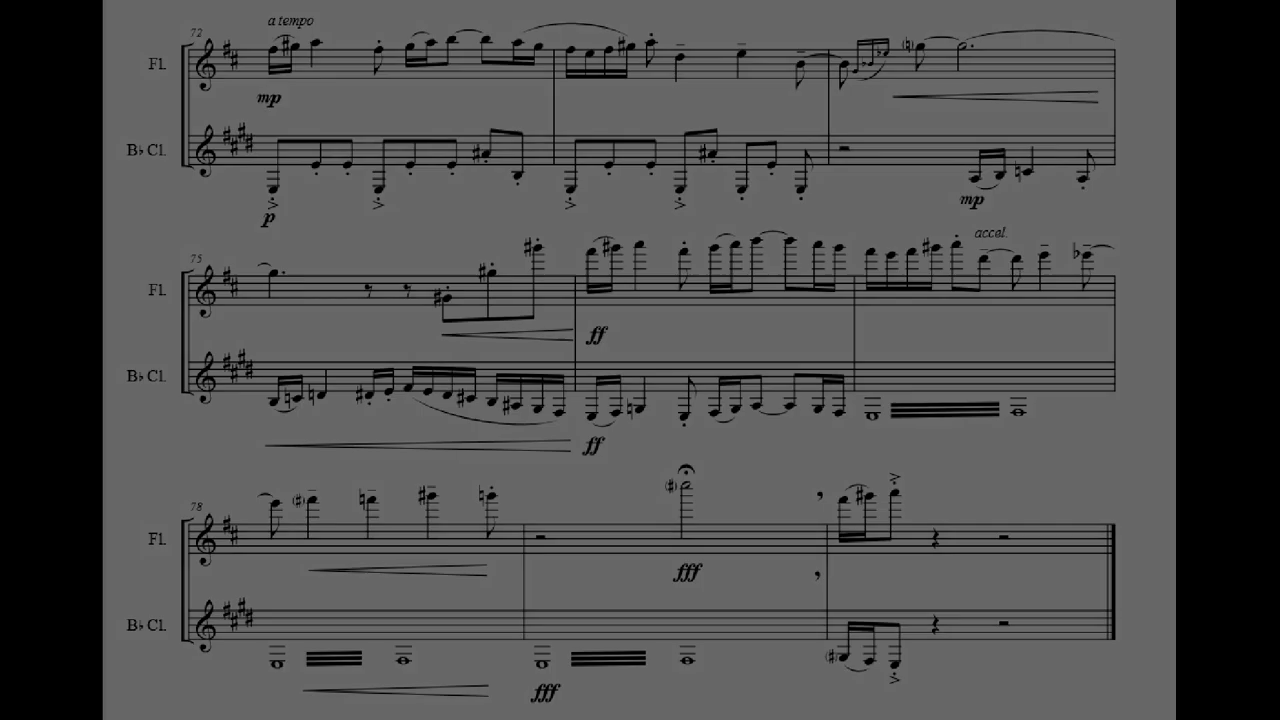 a tempo
72
Fl.
mp
B♭ Cl.
p
mp
accel.
75
Fl.
ff
B♭ Cl.
ff
78
Fl.
fff
B♭ Cl.
fff